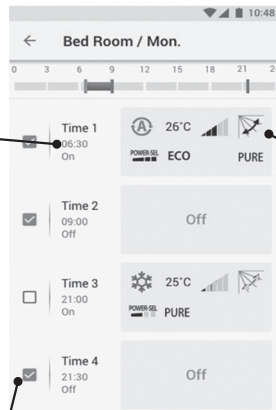 10:48
Bed Room / Mon.
0 3 6 9 12 15 18 21 2
Time 1
06:30
On
A 26°C
POWER-SEL ECO PURE
Time 2
09:00
Off
Off
Time 3
21:00
On
25°C
POWER-SEL PURE
Time 4
21:30
Off
Off